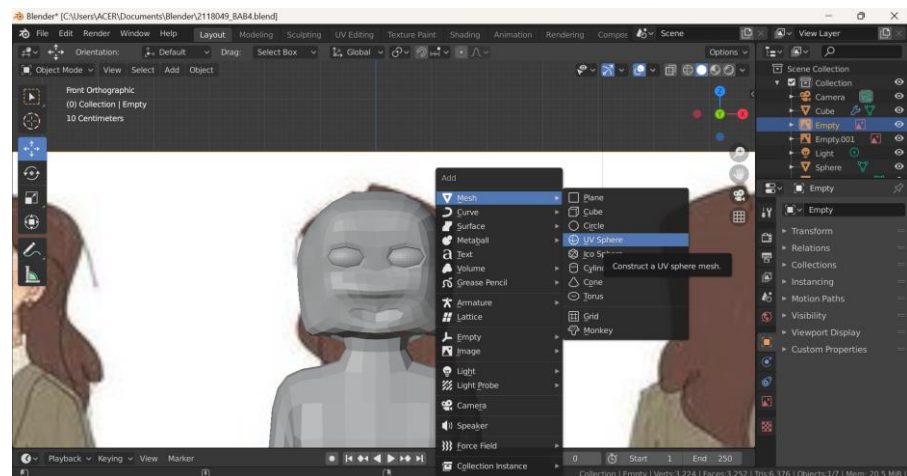 Blender* [C:\Users\ACER\Documents\Blender\2118049_BAB4.blend]
File Edit Render Window Help Layout Modeling Sculpting UV Editing Texture Paint Shading Animation Rendering Compos Scene View Layer
Orientation: Default Drag: Select Box Global Options
Object Mode View Select Add Object
Front Orthographic
(0) Collection | Empty
10 Centimeters
Z
Y
X
Add
Mesh
Curve
Surface
Metaball
Text
Volume
Grease Pencil
Armature
Lattice
Empty
Image
Light
Light Probe
Camera
Speaker
Force Field
Collection Instance
Plane
Cube
Circle
UV Sphere
Ico Sphe
Cylin
Cone
Torus
Grid
Monkey
Construct a UV sphere mesh.
Scene Collection
Collection
Camera
Cube
Empty
Empty.001
Light
Sphere
Empty
Empty
Transform
Relations
Collections
Instancing
Motion Paths
Visibility
Viewport Display
Custom Properties
Playback Keying View Marker 0 Start 1 End 250
Collection | Empty | Verts:3,224 | Faces:3,252 | Tris:6,376 | Objects:1/7 | Mem: 20.5 M